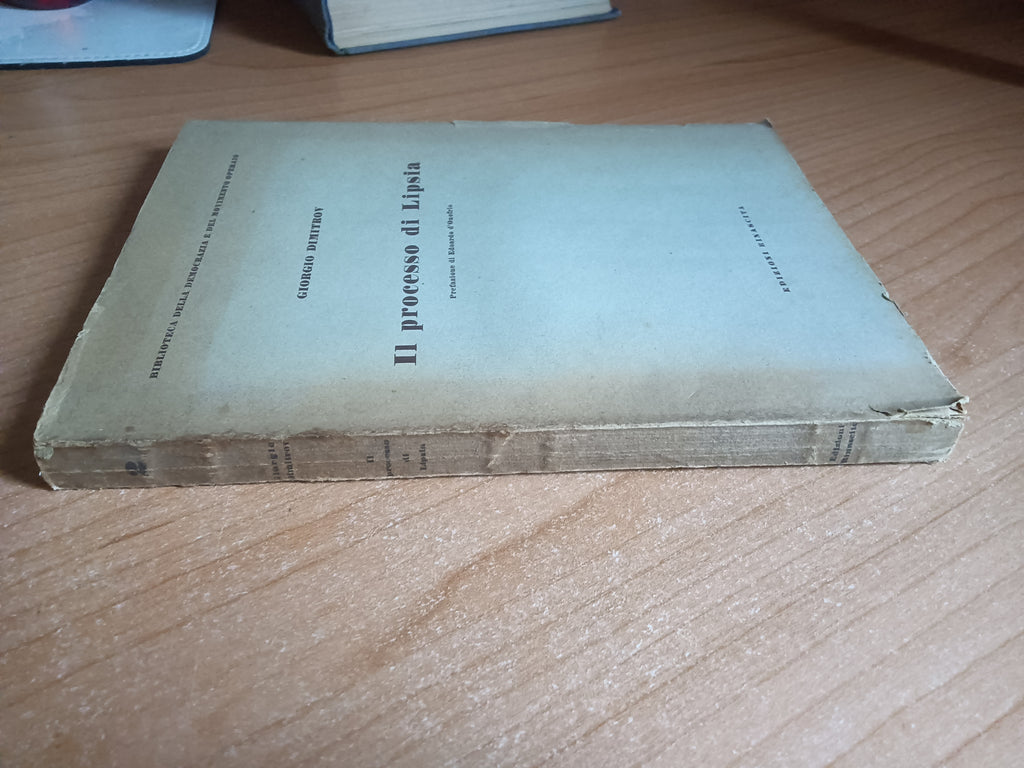 BIBLIOTECA DELLA DEMOCRAZIA E DEL MOVIMENTO OPERAIO
GIORGIO DIMITROV
Il processo di Lipsia
Prefazione di Edoardo d'Onofrio
EDIZIONI RINASCITA
2
Giorgio
Dimitrov
Il
processo
di
Lipsia
Edizioni
Rinascita